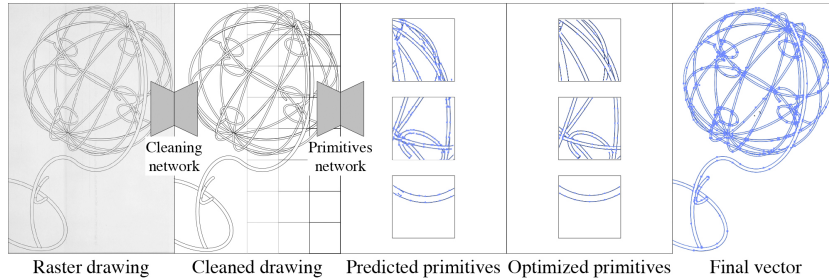 Cleaning
network
Primitives
network
Raster drawing
Cleaned drawing
Predicted primitives
Optimized primitives
Final vector